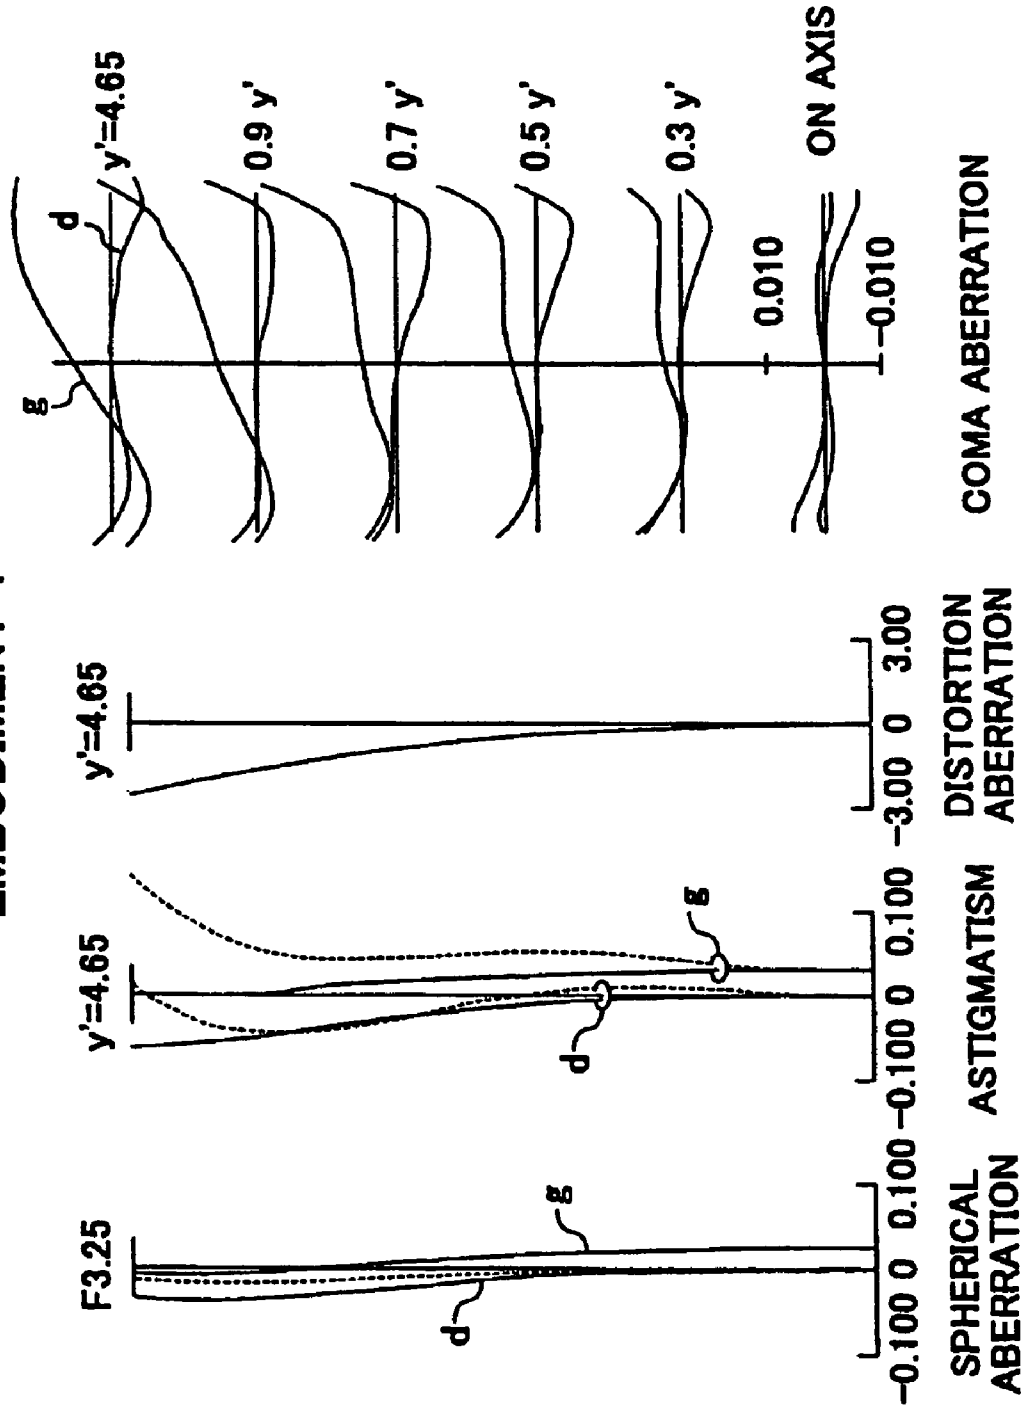 F3.25
g
d
-0.100 0 0.100
SPHERICAL
ABERRATION
y'=4.65
g
d
-0.100 0 0.100
ASTIGMATISM
y'=4.65
-3.00 0 3.00
DISTORTION
ABERRATION
g
d
y'=4.65
0.9 y'
0.7 y'
0.5 y'
0.3 y'
0.010
ON AXIS
-0.010
COMA ABERRATION